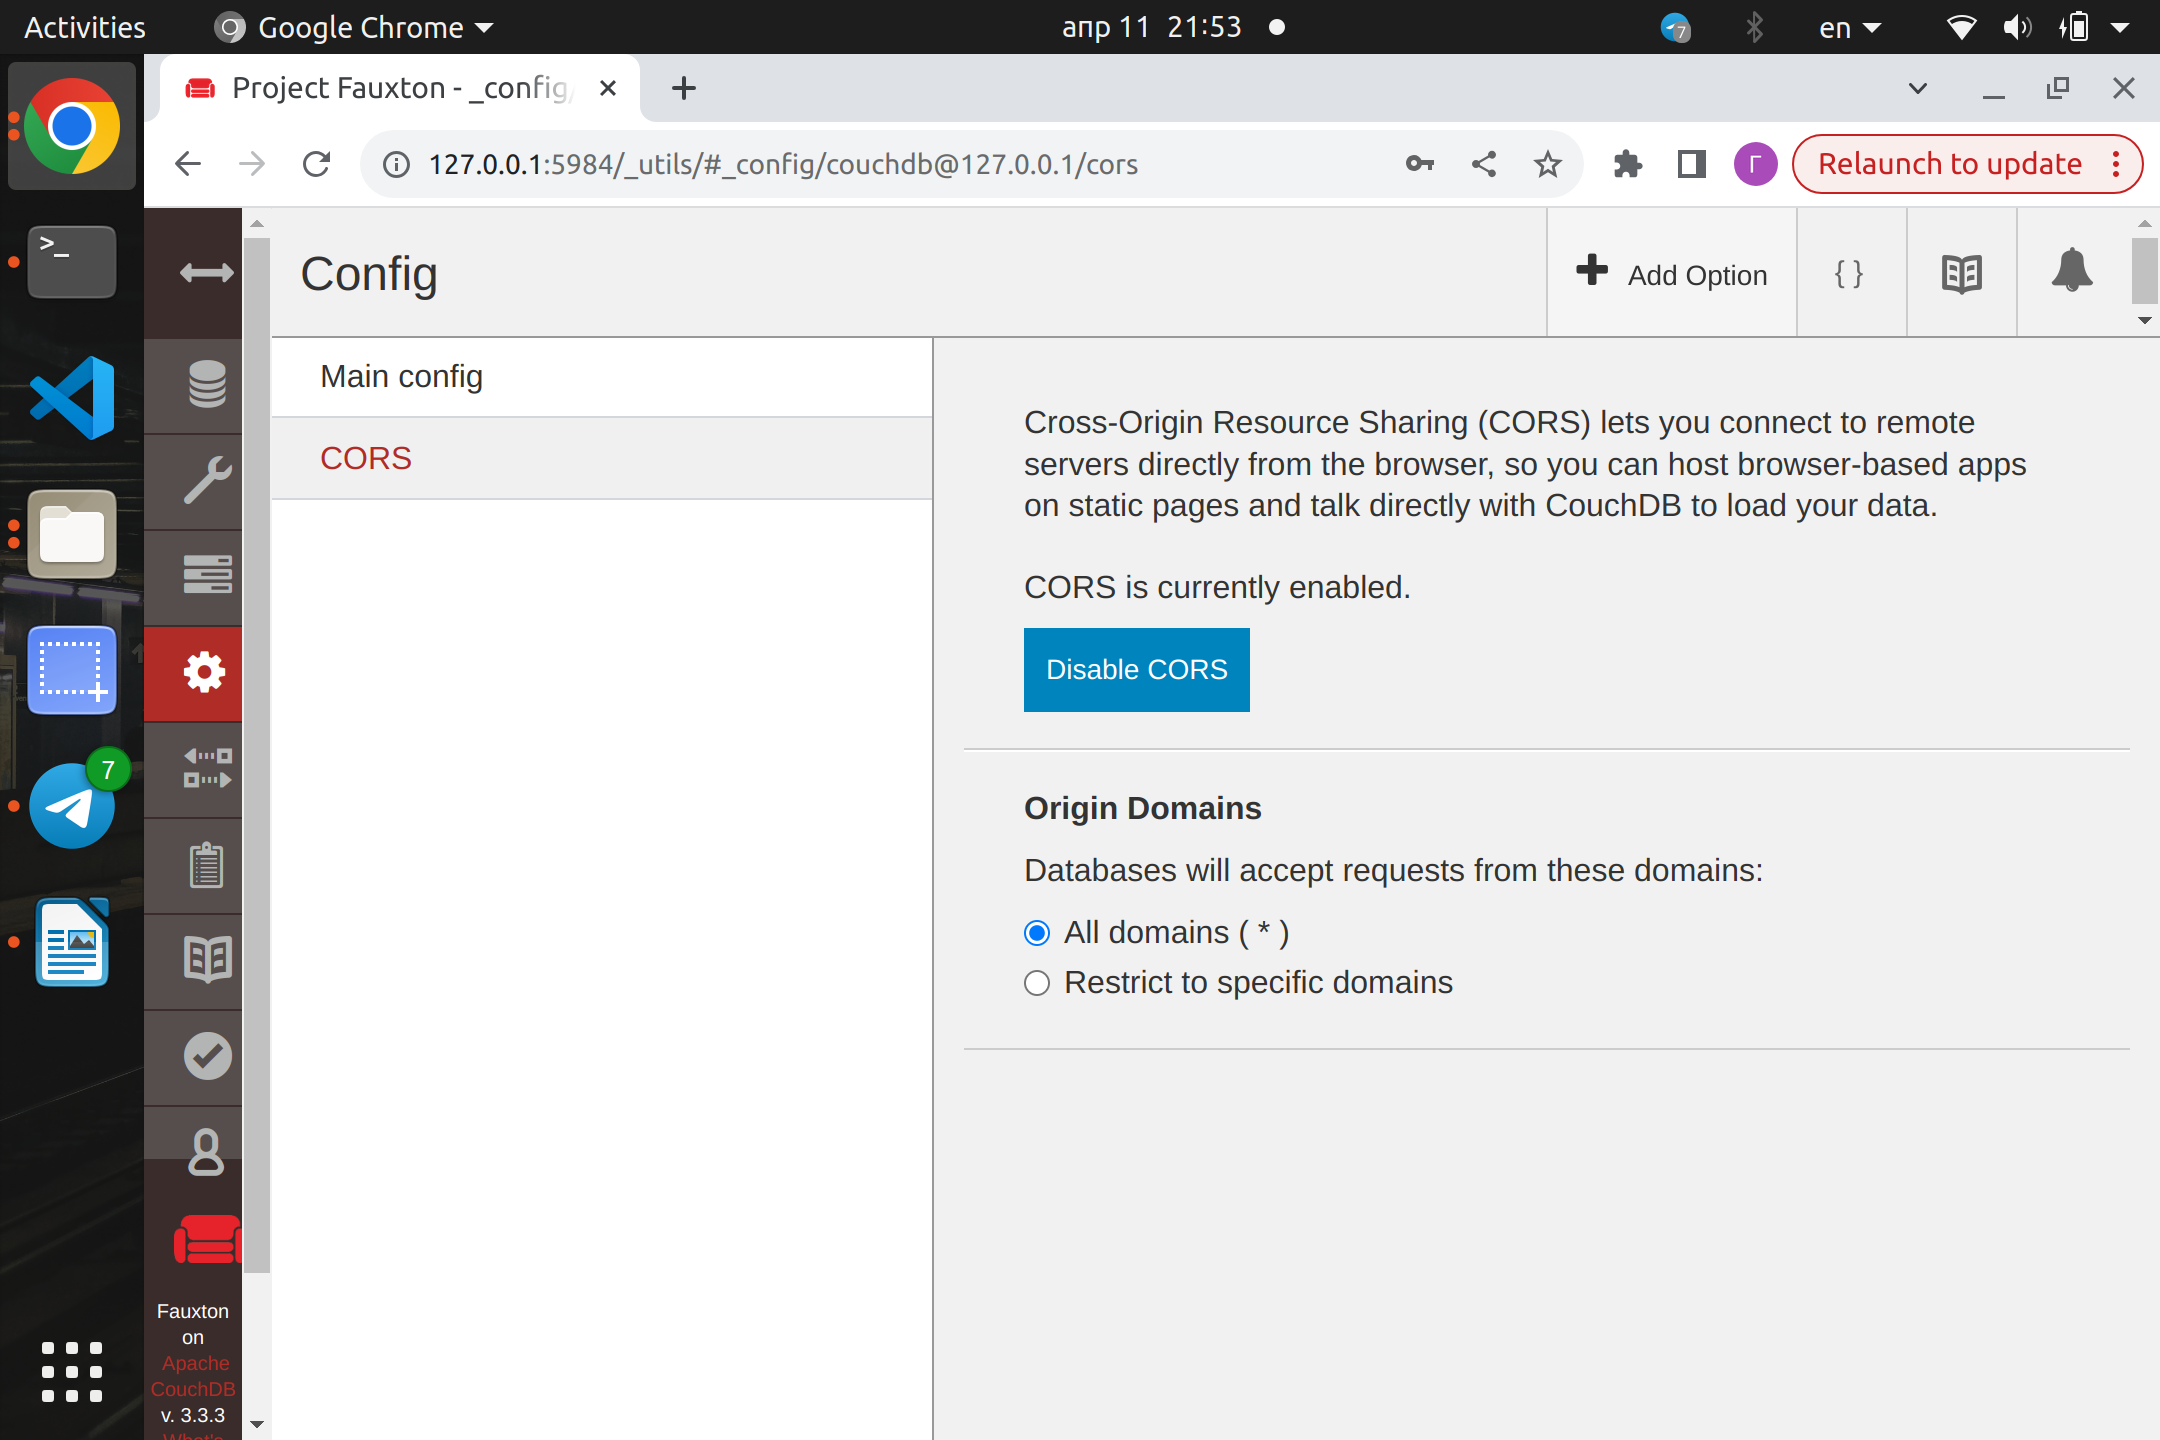 Activities
Google Chrome
апр 11 21:53
7
en
Project Fauxton - _config/
127.0.0.1:5984/_utils/#_config/couchdb@127.0.0.1/cors
Г
Relaunch to update
>_
Config
Add Option
{ }
Main config
CORS
Cross-Origin Resource Sharing (CORS) lets you connect to remote
servers directly from the browser, so you can host browser-based apps
on static pages and talk directly with CouchDB to load your data.
CORS is currently enabled.
Disable CORS
Origin Domains
Databases will accept requests from these domains:
All domains ( * )
Restrict to specific domains
7
Fauxton
on
Apache
CouchDB
v. 3.3.3
What's